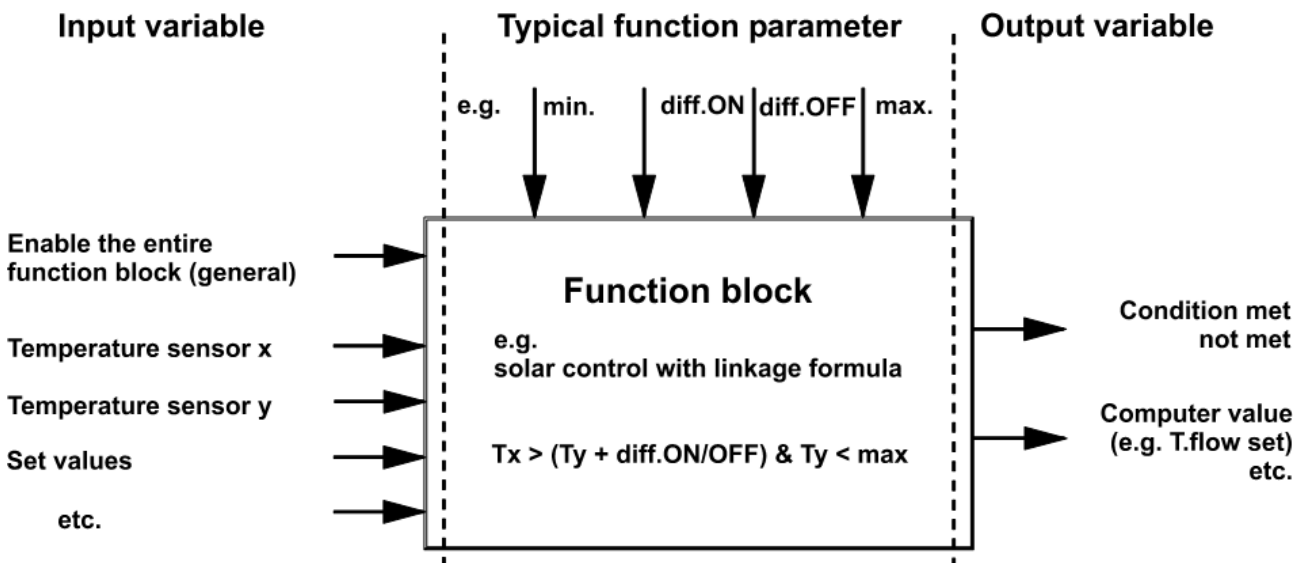 Input variable
Typical function parameter
Output variable
e.g. min. diff.ON diff.OFF max.
Enable the entire
function block (general)
Temperature sensor x
Temperature sensor y
Set values
etc.
Function block
e.g.
solar control with linkage formula
Tx > (Ty + diff.ON/OFF) & Ty < max
Condition met
not met
Computer value
(e.g. T.flow set)
etc.